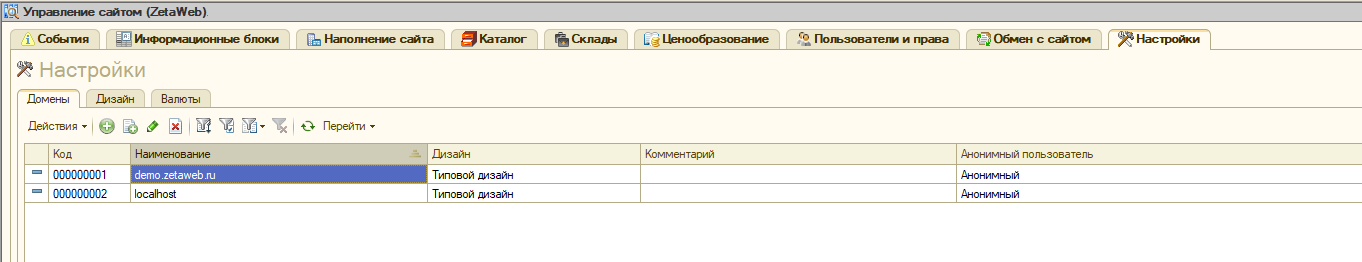 Управление сайтом (ZetaWeb)
События Информационные блоки Наполнение сайта Каталог Склады Ценообразование Пользователи и права Обмен с сайтом Настройки
Настройки
Домены Дизайн Валюты
Действия Перейти
Код Наименование Дизайн Комментарий Анонимный пользователь
000000001 demo.zetaweb.ru Типовой дизайн Анонимный
000000002 localhost Типовой дизайн Анонимный